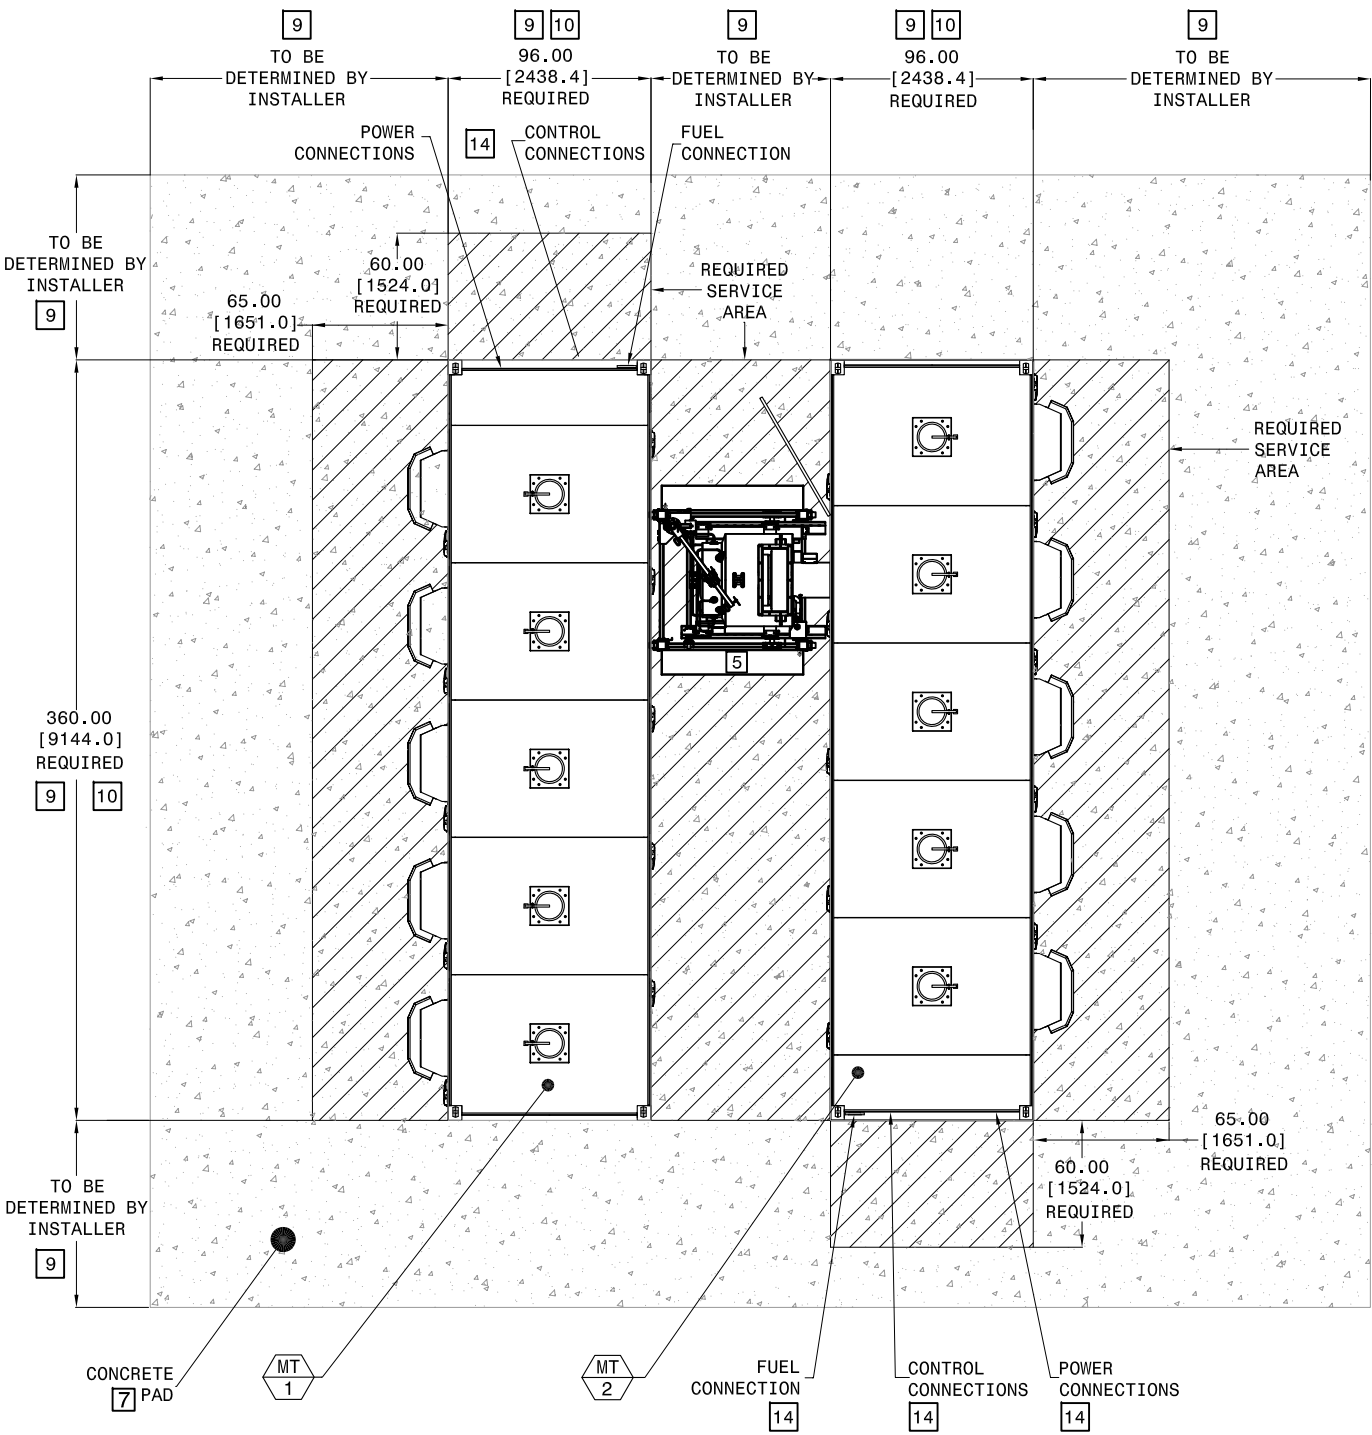 9
9 10
9
9 10
9
TO BE
DETERMINED BY
INSTALLER
96.00
[2438.4]
REQUIRED
TO BE
DETERMINED BY
INSTALLER
96.00
[2438.4]
REQUIRED
TO BE
DETERMINED BY
INSTALLER
POWER
CONNECTIONS
14
CONTROL
CONNECTIONS
FUEL
CONNECTION
TO BE
DETERMINED BY
INSTALLER
9
60.00
[1524.0]
REQUIRED
65.00
[1651.0]
REQUIRED
REQUIRED
SERVICE
AREA
REQUIRED
SERVICE
AREA
5
360.00
[9144.0]
REQUIRED
9 10
65.00
[1651.0]
REQUIRED
60.00
[1524.0]
REQUIRED
TO BE
DETERMINED BY
INSTALLER
9
CONCRETE
7 PAD
MT
1
MT
2
FUEL
CONNECTION
14
CONTROL
CONNECTIONS
14
POWER
CONNECTIONS
14